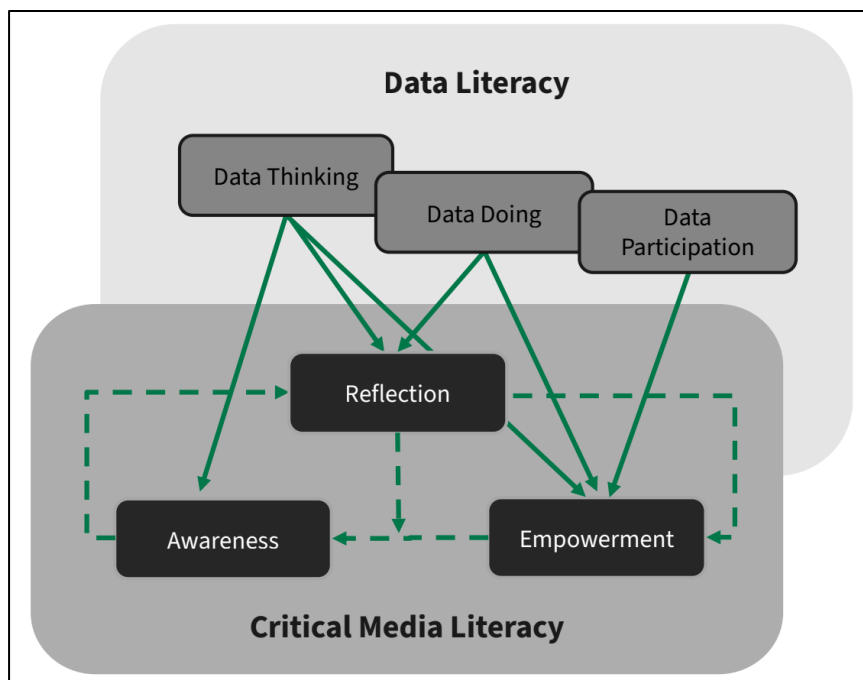 Data Literacy
Data Thinking
Data Doing
Data
Participation
Reflection
Awareness
Empowerment
Critical Media Literacy